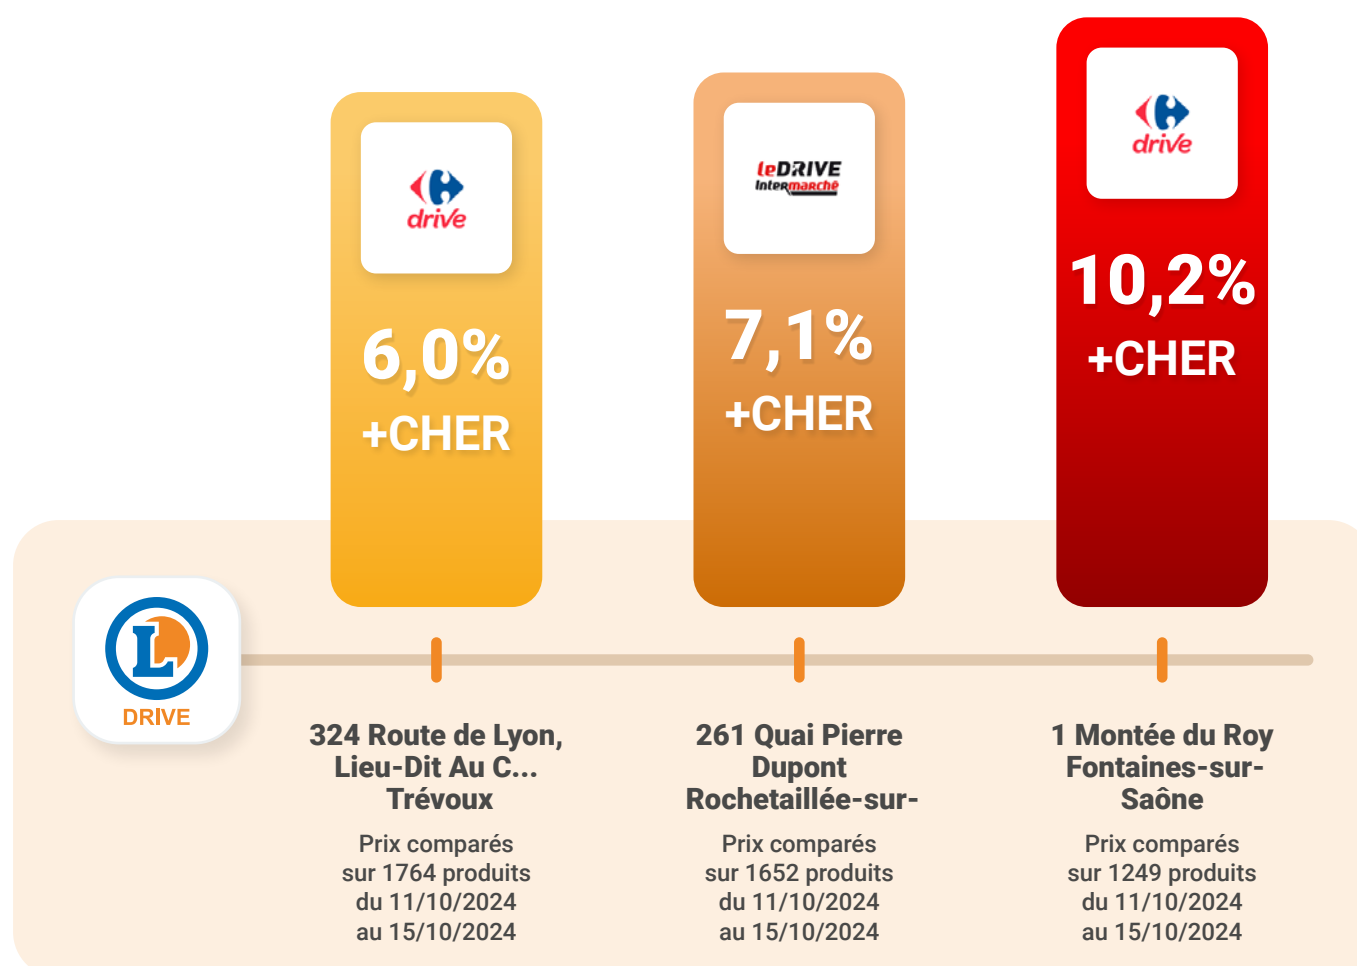 drive
6,0%
+CHER
leDRIVE
Intermarché
7,1%
+CHER
drive
10,2%
+CHER
L
DRIVE
324 Route de Lyon,
Lieu-Dit Au C...
Trévoux
Prix comparés
sur 1764 produits
du 11/10/2024
au 15/10/2024
261 Quai Pierre
Dupont
Rochetaillée-sur-
Prix comparés
sur 1652 produits
du 11/10/2024
au 15/10/2024
1 Montée du Roy
Fontaines-sur-
Saône
Prix comparés
sur 1249 produits
du 11/10/2024
au 15/10/2024